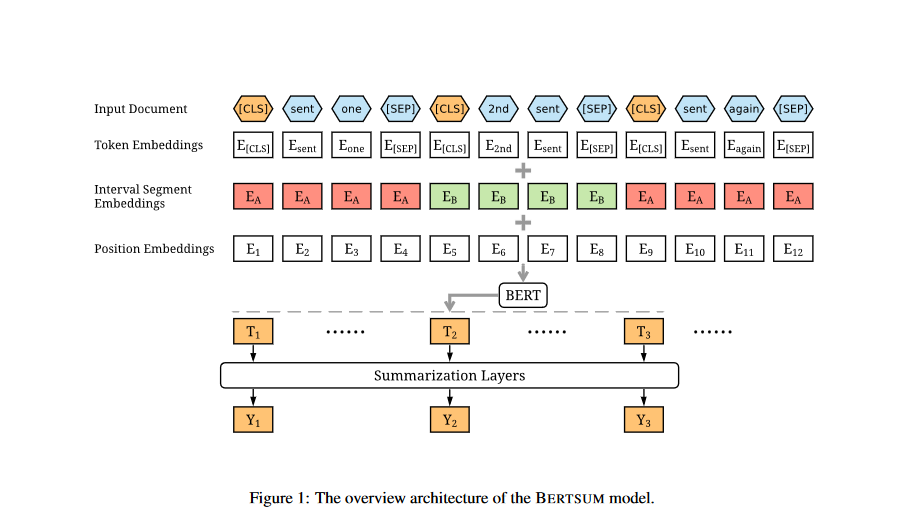 Input Document [CLS] sent one [SEP] [CLS] 2nd sent [SEP] [CLS] sent again [SEP]
Token Embeddings E[CLS] Esent Eone E[SEP] E[CLS] E2nd Esent E[SEP] E[CLS] Esent Eagain E[SEP]
+
Interval Segment
Embeddings EA EA EA EA EB EB EB EB EA EA EA EA
+
Position Embeddings E1 E2 E3 E4 E5 E6 E7 E8 E9 E10 E11 E12
BERT
T1 ...... T2 ...... T3 ......
Summarization Layers
Y1 Y2 Y3
Figure 1: The overview architecture of the BERTSUM model.